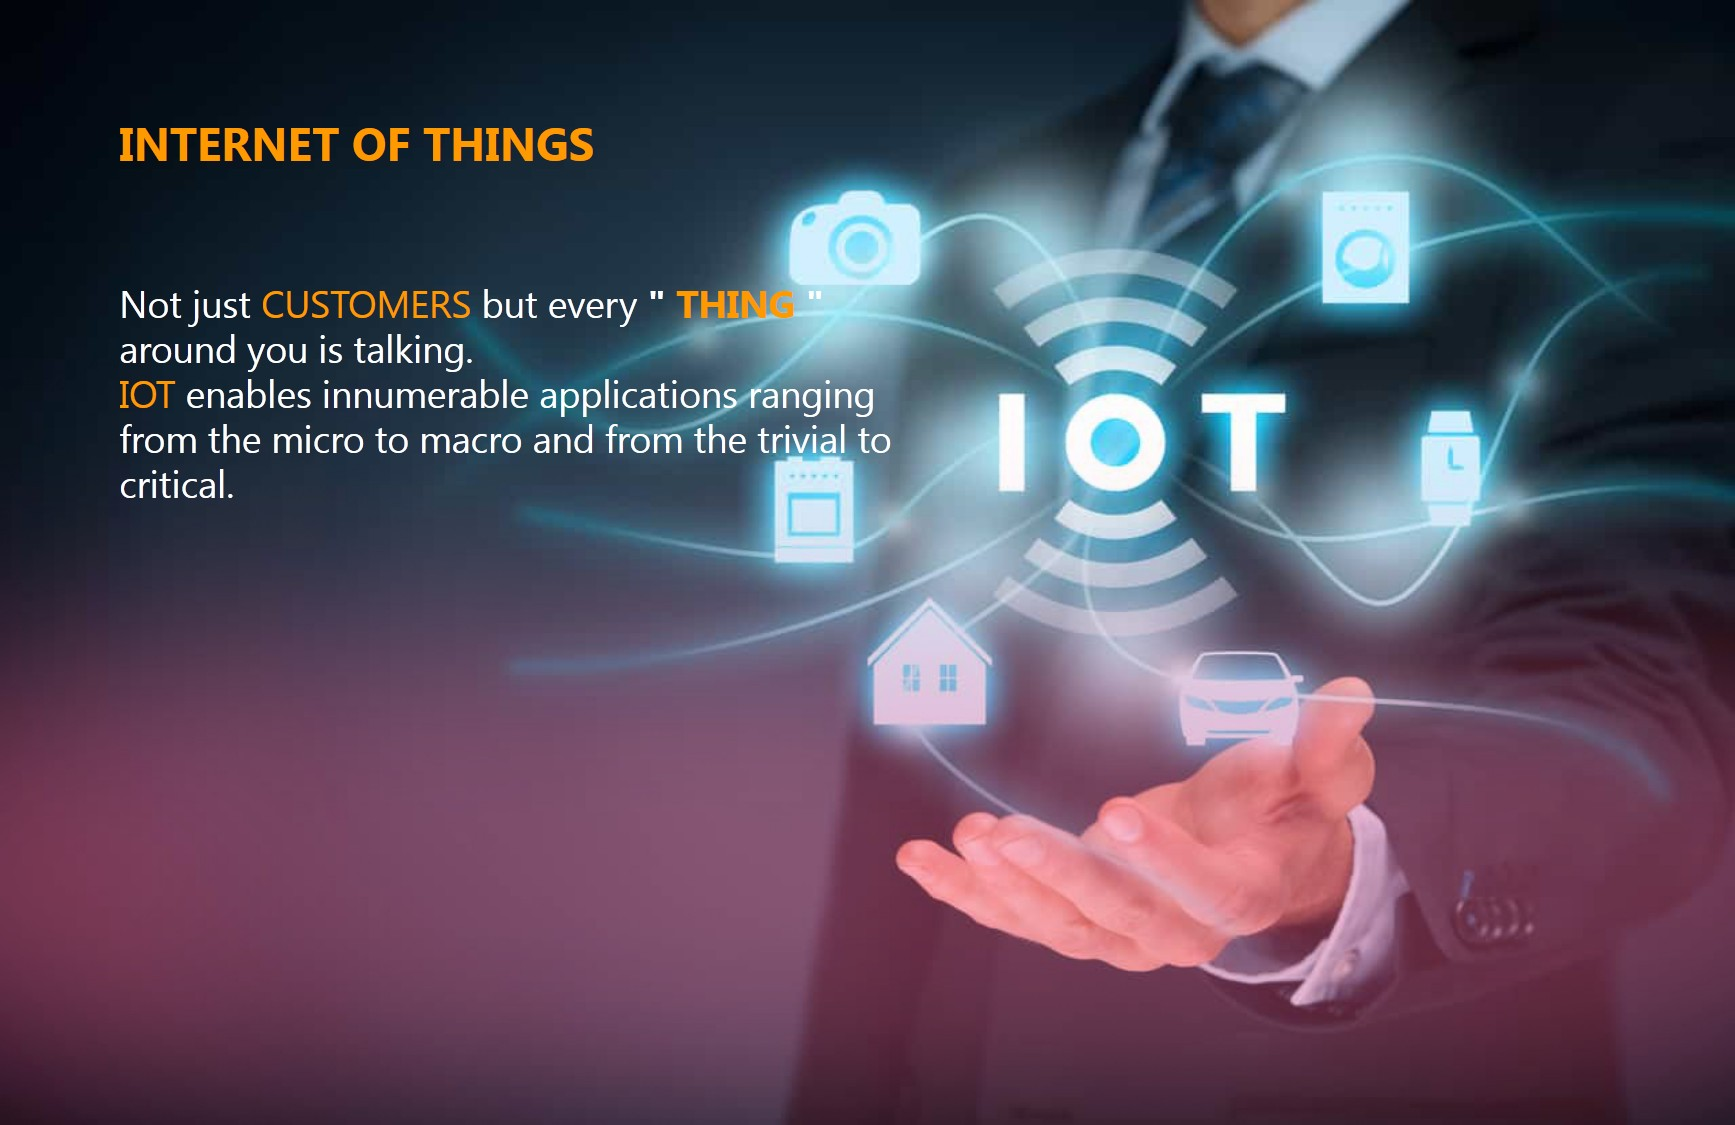 INTERNET OF THINGS
Not just CUSTOMERS but every " THING "
around you is talking.
IOT enables innumerable applications ranging
from the micro to macro and from the trivial to
critical.
IOT